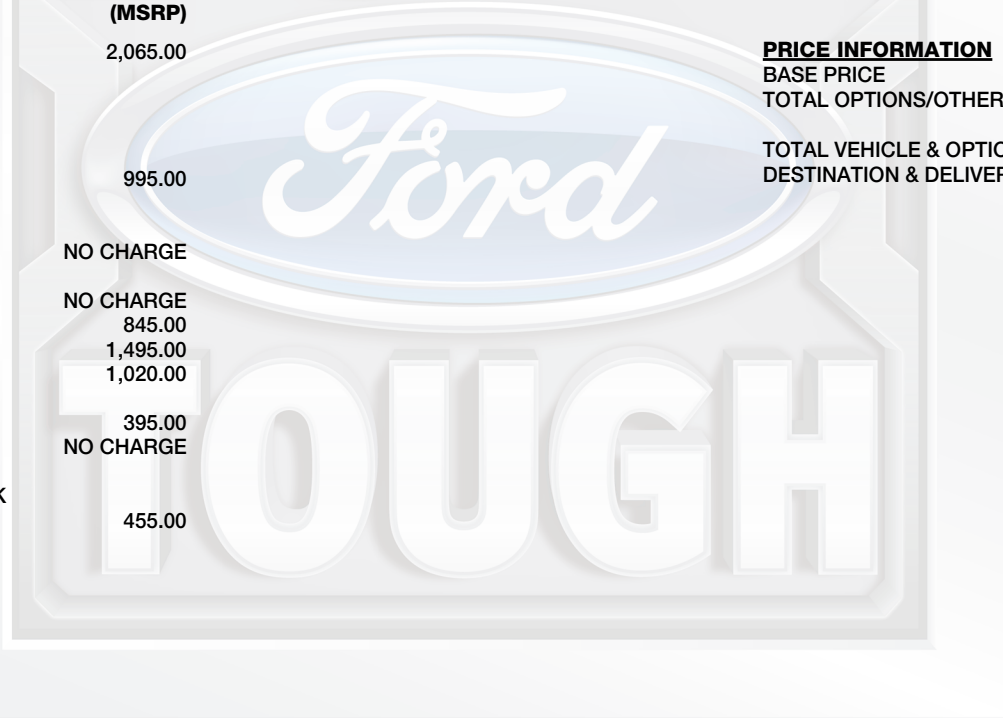 (MSRP)
2,065.00
995.00
NO CHARGE
NO CHARGE
845.00
1,495.00
1,020.00
395.00
NO CHARGE
K
455.00
PRICE INFORMATION
BASE PRICE
TOTAL OPTIONS/OTHER
TOTAL VEHICLE & OPTIO
DESTINATION & DELIVER
Ford
TOUGH